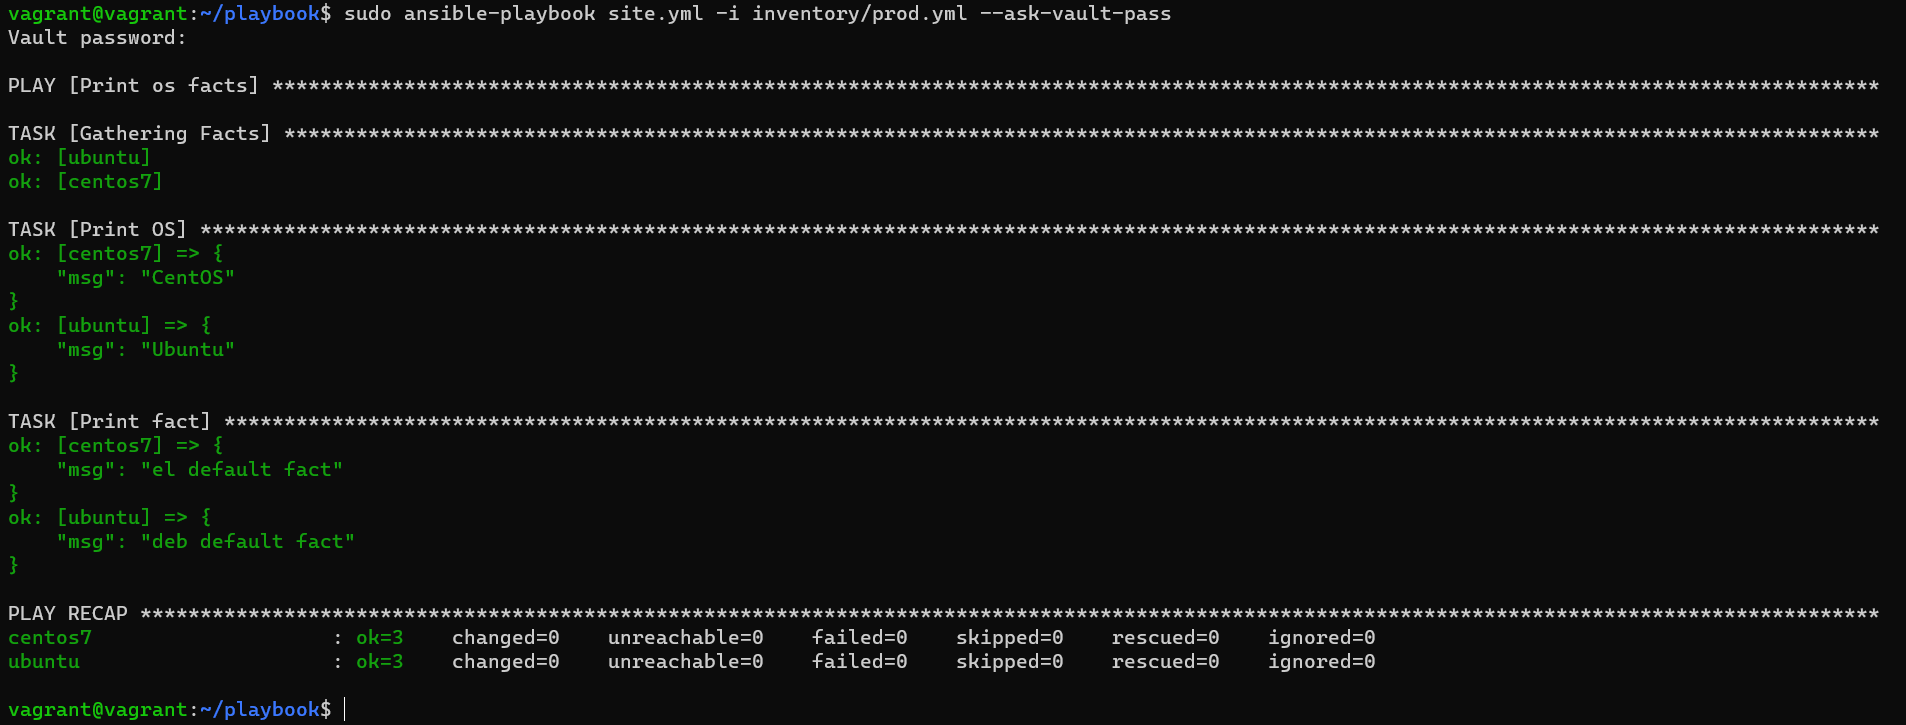 vagrant@vagrant:~/playbook$ sudo ansible-playbook site.yml -i inventory/prod.yml --ask-vault-pass
Vault password:

PLAY [Print os facts] **************************************************************************************************************************************

TASK [Gathering Facts] *************************************************************************************************************************************
ok: [ubuntu]
ok: [centos7]

TASK [Print OS] ********************************************************************************************************************************************
ok: [centos7] => {
    "msg": "CentOS"
}
ok: [ubuntu] => {
    "msg": "Ubuntu"
}

TASK [Print fact] ******************************************************************************************************************************************
ok: [centos7] => {
    "msg": "el default fact"
}
ok: [ubuntu] => {
    "msg": "deb default fact"
}

PLAY RECAP *************************************************************************************************************************************************
centos7                    : ok=3    changed=0    unreachable=0    failed=0    skipped=0    rescued=0    ignored=0
ubuntu                     : ok=3    changed=0    unreachable=0    failed=0    skipped=0    rescued=0    ignored=0

vagrant@vagrant:~/playbook$